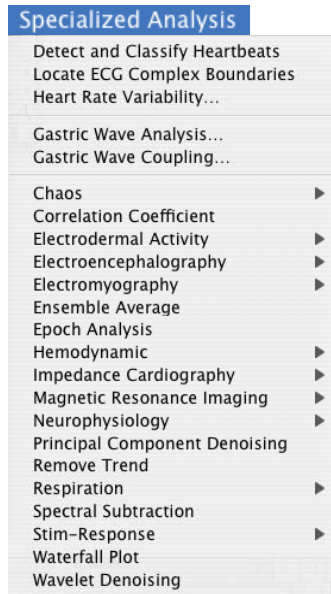 Specialized Analysis
Detect and Classify Heartbeats
Locate ECG Complex Boundaries
Heart Rate Variability...
Gastric Wave Analysis...
Gastric Wave Coupling...
Chaos
Correlation Coefficient
Electrodermal Activity
Electroencephalography
Electromyography
Ensemble Average
Epoch Analysis
Hemodynamic
Impedance Cardiography
Magnetic Resonance Imaging
Neurophysiology
Principal Component Denoising
Remove Trend
Respiration
Spectral Subtraction
Stim-Response
Waterfall Plot
Wavelet Denoising